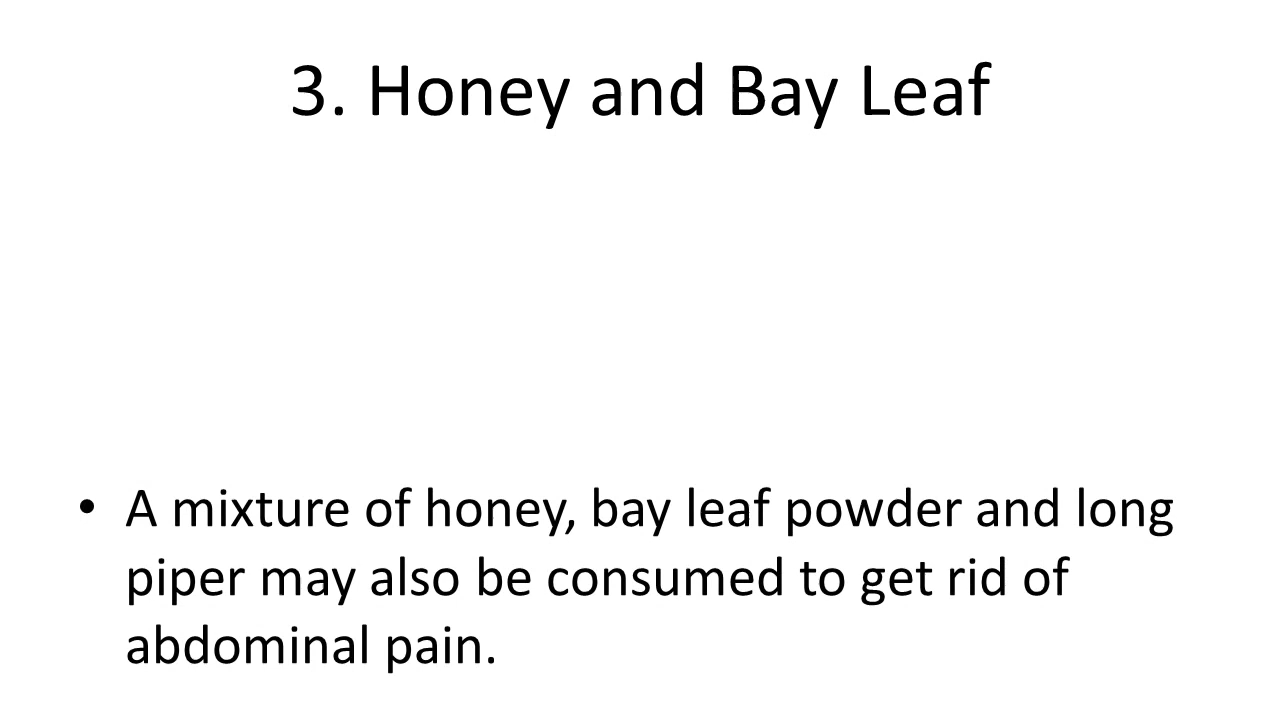 3. Honey and Bay Leaf
• A mixture of honey, bay leaf powder and long
piper may also be consumed to get rid of
abdominal pain.